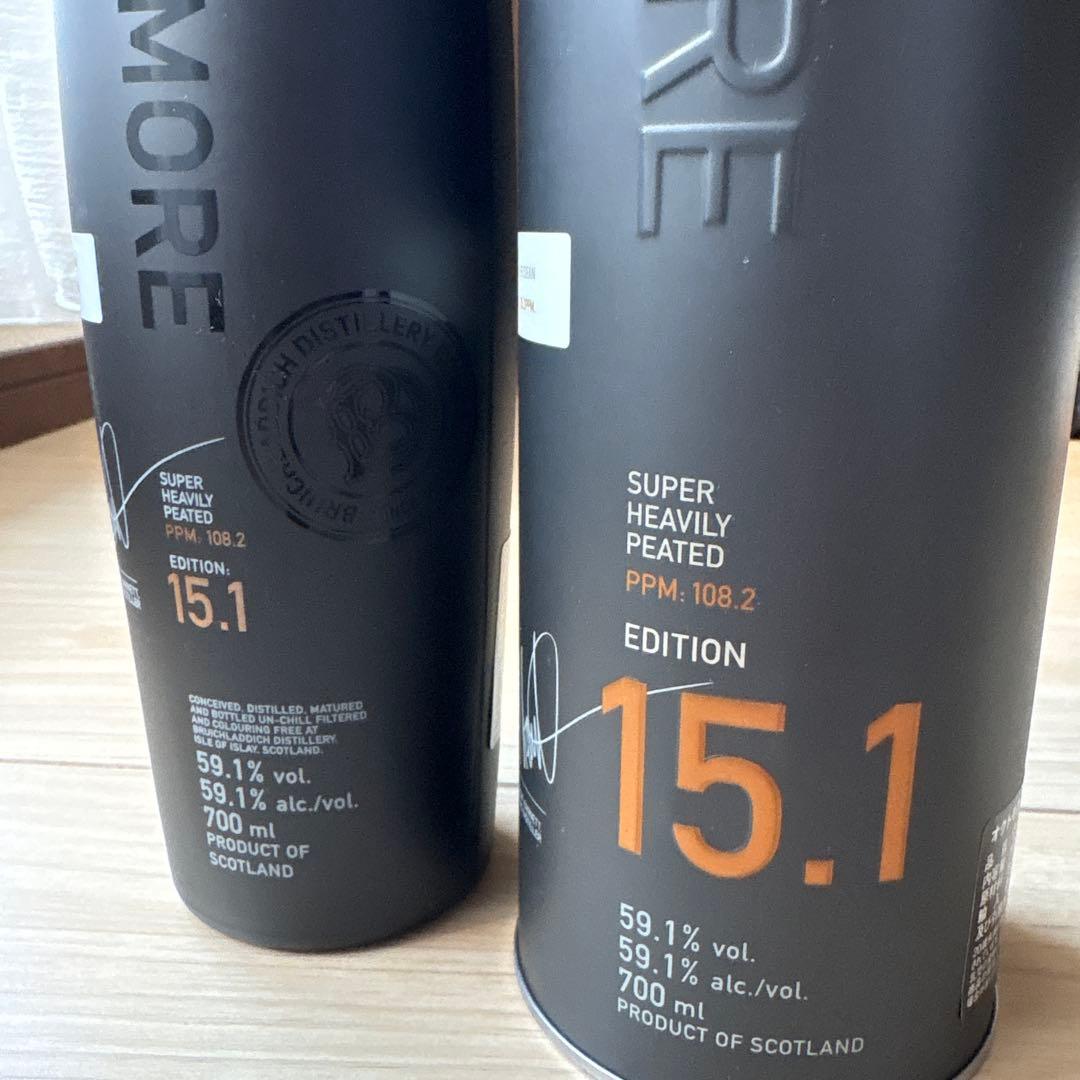 MORE
BRUICHLADDICH DISTILLERY
SUPER
HEAVILY
PEATED
PPM: 108.2
EDITION:
15.1
CONCEIVED, DISTILLED, MATURED
AND BOTTLED UN-CHILL FILTERED
AND COLOURING FREE AT
BRUICHLADDICH DISTILLERY,
ISLE OF ISLAY, SCOTLAND.
59.1% vol.
59.1% alc./vol.
700 ml
PRODUCT OF
SCOTLAND
RE
SUPER
HEAVILY
PEATED
PPM: 108.2
EDITION
15.1
59.1% vol.
59.1% alc./vol.
700 ml
PRODUCT OF SCOTLAND